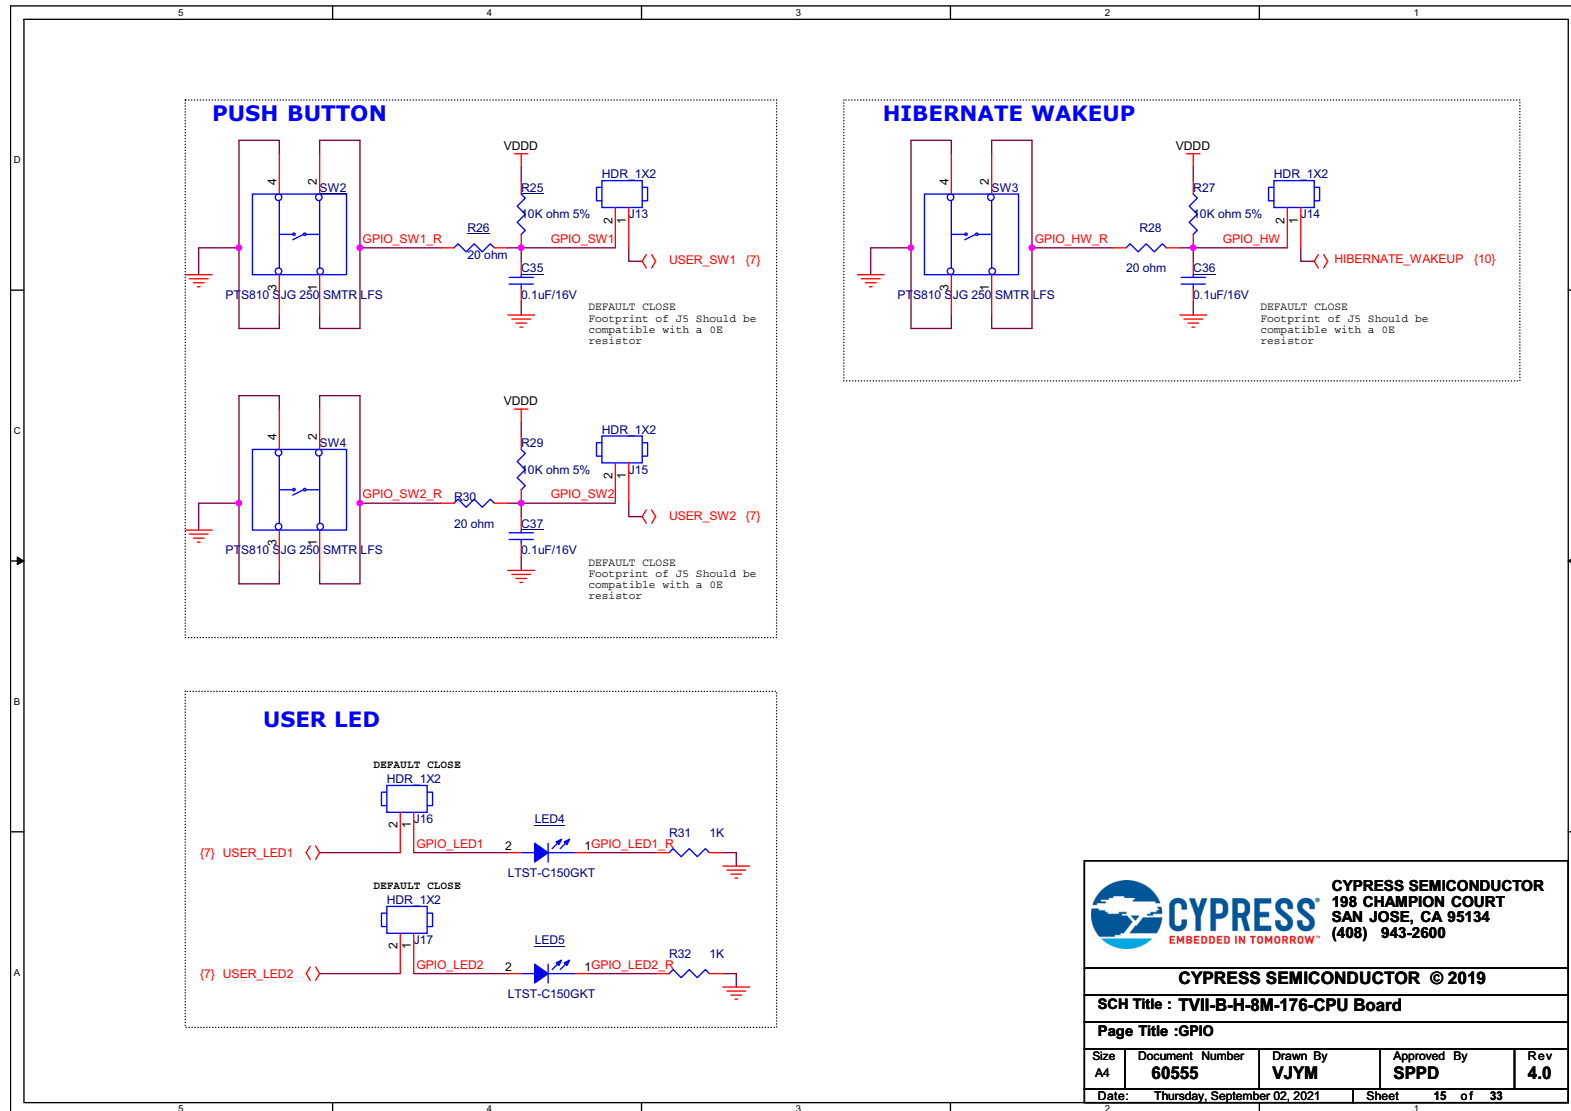 5 4 3 2 1
D
C
B
A
PUSH BUTTON
VDDD
4
2
SW2
R25
10K ohm 5%
HDR_1X2
J13
2
1
GPIO_SW1_R
R26
20 ohm
GPIO_SW1
USER_SW1 {7}
C35
0.1uF/16V
3
1
PTS810 SJG 250 SMTR LFS
DEFAULT CLOSE
Footprint of J5 Should be
compatible with a 0E
resistor
VDDD
4
2
SW4
R29
10K ohm 5%
HDR_1X2
J15
2
1
GPIO_SW2_R
R30
20 ohm
GPIO_SW2
USER_SW2 {7}
C37
0.1uF/16V
3
1
PTS810 SJG 250 SMTR LFS
DEFAULT CLOSE
Footprint of J5 Should be
compatible with a 0E
resistor
HIBERNATE WAKEUP
VDDD
4
2
SW3
R27
10K ohm 5%
HDR_1X2
J14
2
1
GPIO_HW_R
R28
20 ohm
GPIO_HW
HIBERNATE_WAKEUP {10}
C36
0.1uF/16V
3
1
PTS810 SJG 250 SMTR LFS
DEFAULT CLOSE
Footprint of J5 Should be
compatible with a 0E
resistor
USER LED
DEFAULT CLOSE
HDR_1X2
J16
2
1
{7} USER_LED1
GPIO_LED1
2
LED4
1
LTST-C150GKT
GPIO_LED1_R
R31 1K
DEFAULT CLOSE
HDR_1X2
J17
2
1
{7} USER_LED2
GPIO_LED2
2
LED5
1
LTST-C150GKT
GPIO_LED2_R
R32 1K
CYPRESS®
EMBEDDED IN TOMORROW™
CYPRESS SEMICONDUCTOR
198 CHAMPION COURT
SAN JOSE, CA 95134
(408) 943-2600
CYPRESS SEMICONDUCTOR © 2019
SCH Title : TVII-B-H-8M-176-CPU Board
Page Title :GPIO
Size Document Number Drawn By Approved By Rev
A4 60555 VJYM SPPD 4.0
Date: Thursday, September 02, 2021 Sheet 15 of 33
5 4 3 2 1